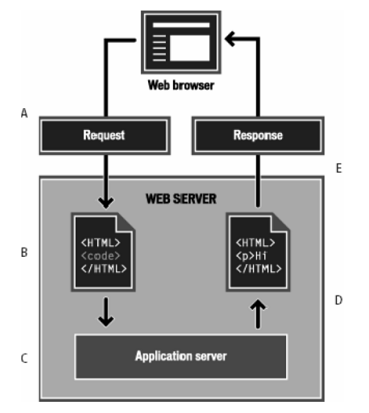 Web browser
A
Request
Response
E
WEB SERVER
B
<HTML>
<code>
</HTML>
<HTML>
<p>Hi
</HTML>
D
C
Application server